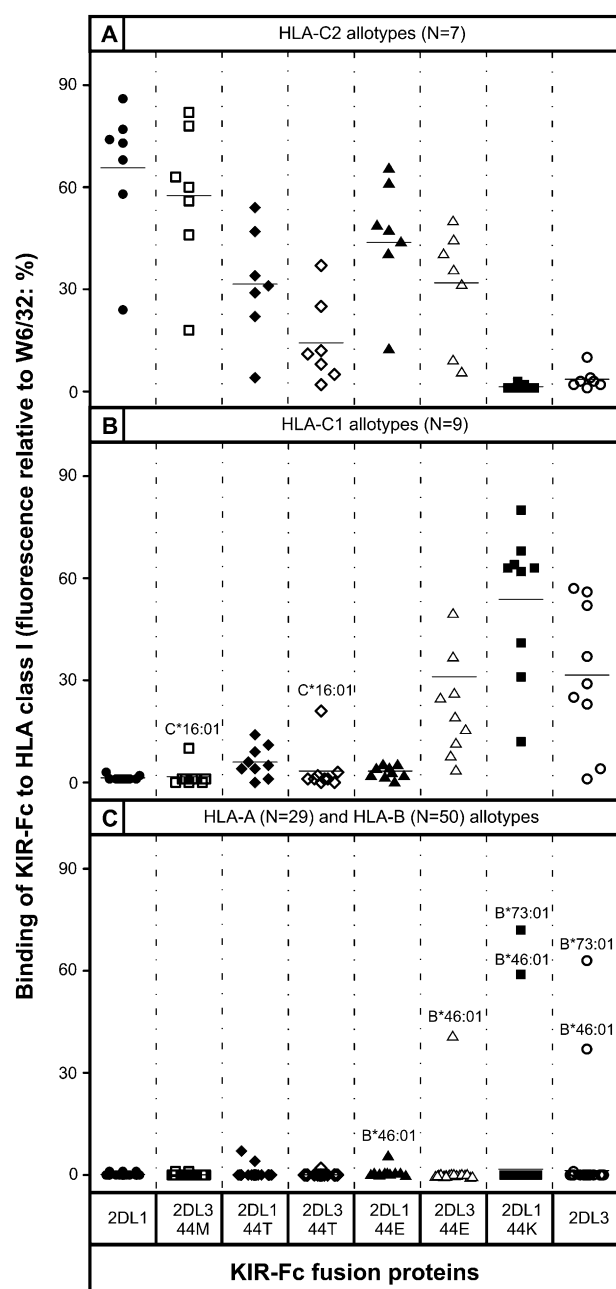 A HLA-C2 allotypes (N=7)
90
60
30
0
B HLA-C1 allotypes (N=9)
90
60
30
0
C*16:01
C*16:01
C HLA-A (N=29) and HLA-B (N=50) allotypes
90
60
30
0
B*46:01
B*46:01
B*73:01
B*46:01
B*73:01
B*46:01
Binding of KIR-Fc to HLA class I (fluorescence relative to W6/32: %)
2DL1
2DL3
44M
2DL1
44T
2DL3
44T
2DL1
44E
2DL3
44E
2DL1
44K
2DL3
KIR-Fc fusion proteins